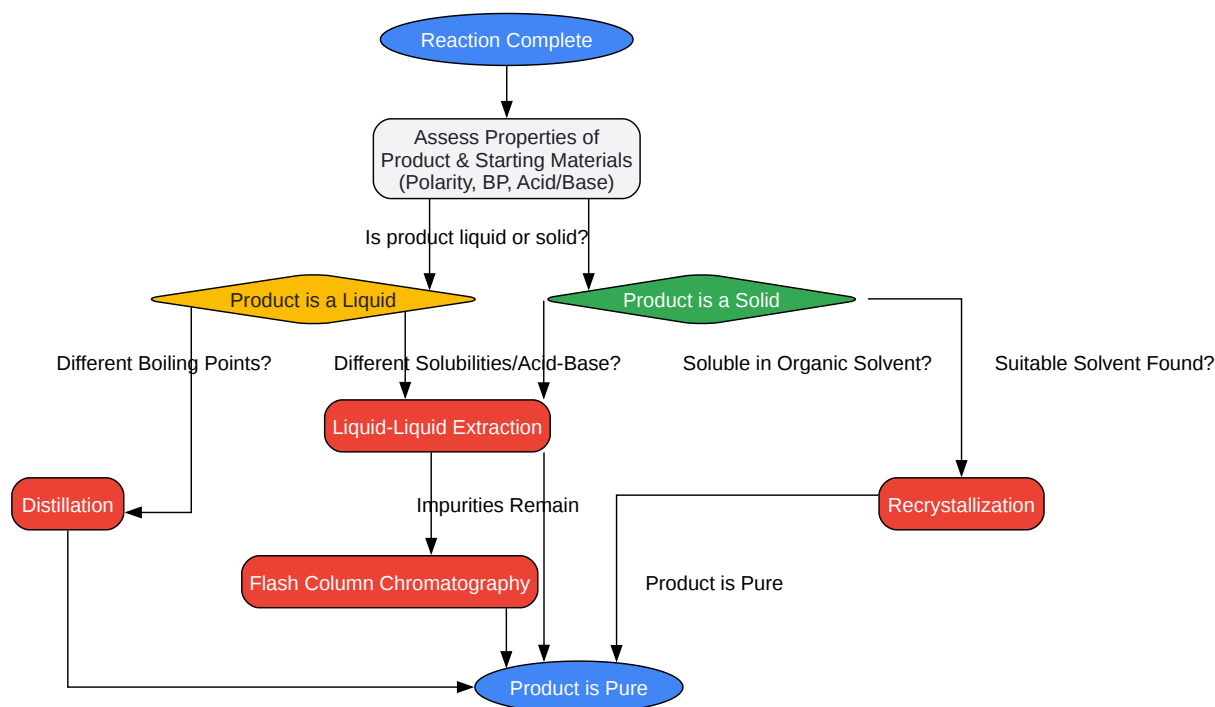 Reaction Complete
Assess Properties of
Product & Starting Materials
(Polarity, BP, Acid/Base)
Is product liquid or solid?
Product is a Liquid
Product is a Solid
Different Boiling Points?
Different Solubilities/Acid-Base?
Soluble in Organic Solvent?
Suitable Solvent Found?
Liquid-Liquid Extraction
Distillation
Impurities Remain
Recrystallization
Flash Column Chromatography
Product is Pure
Product is Pure